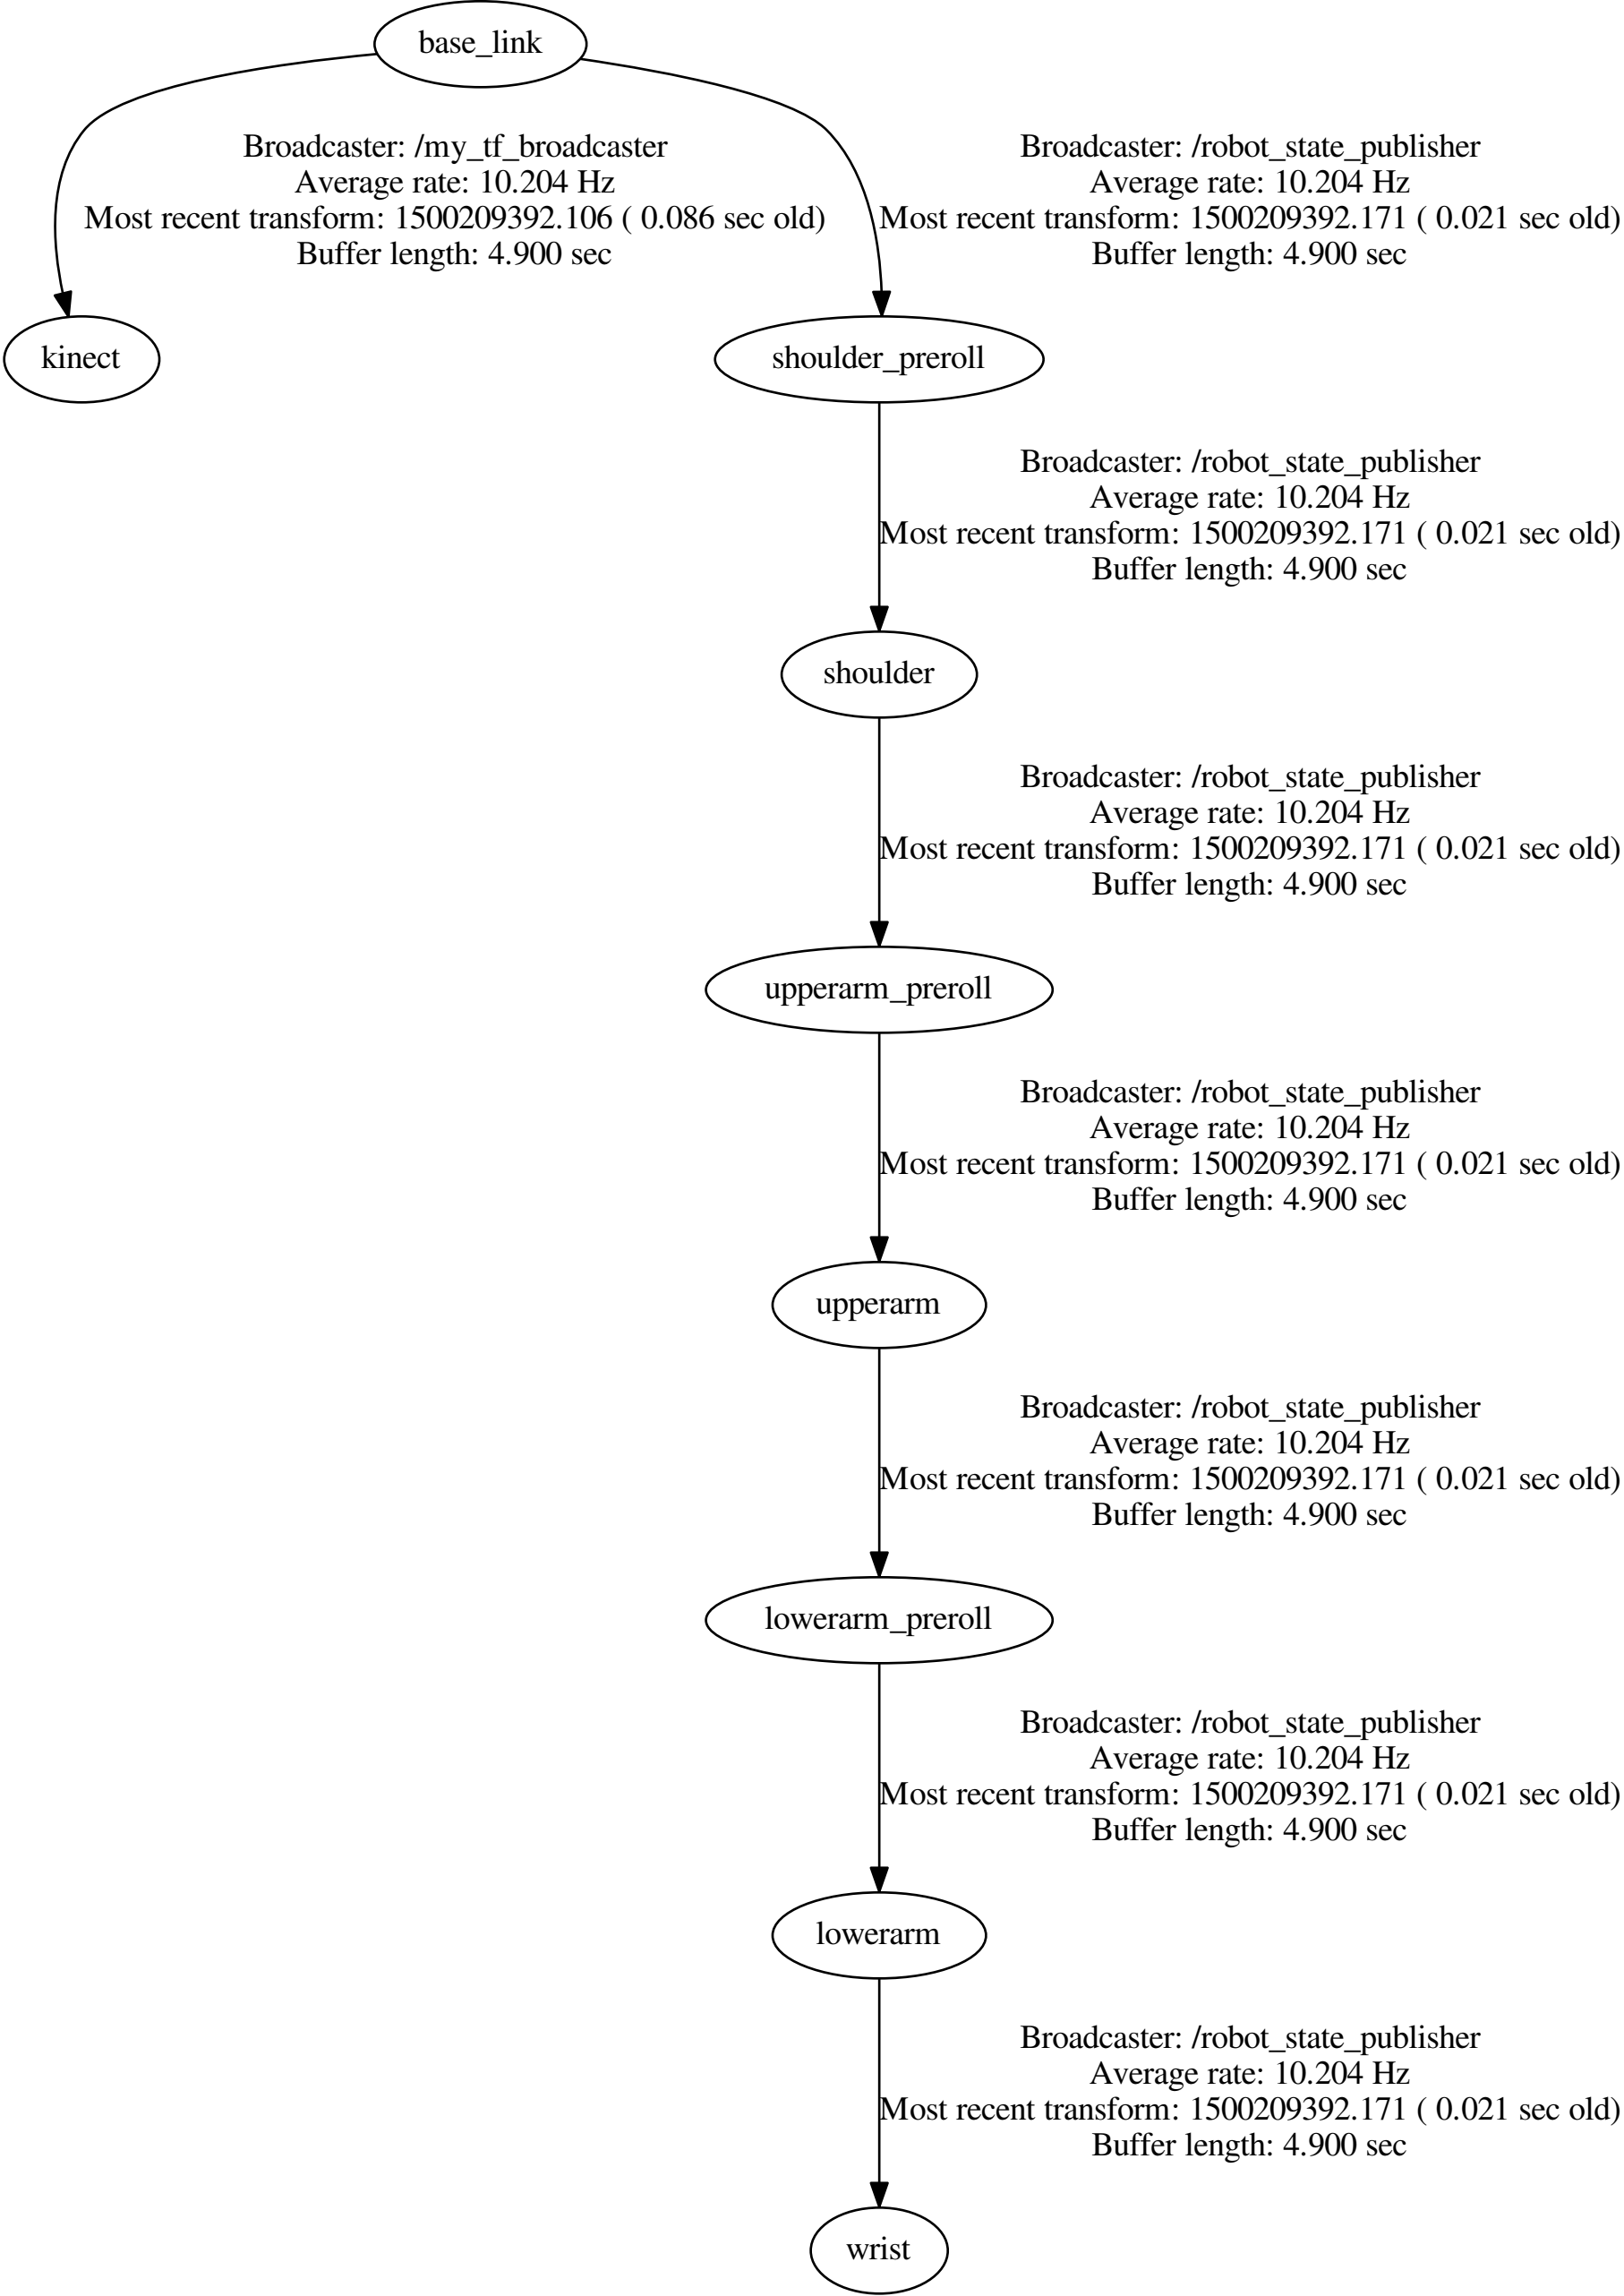 base_link
Broadcaster: /my_tf_broadcaster
Average rate: 10.204 Hz
Most recent transform: 1500209392.106 ( 0.086 sec old)
Buffer length: 4.900 sec
Broadcaster: /robot_state_publisher
Average rate: 10.204 Hz
Most recent transform: 1500209392.171 ( 0.021 sec old)
Buffer length: 4.900 sec
kinect
shoulder_preroll
Broadcaster: /robot_state_publisher
Average rate: 10.204 Hz
Most recent transform: 1500209392.171 ( 0.021 sec old)
Buffer length: 4.900 sec
shoulder
Broadcaster: /robot_state_publisher
Average rate: 10.204 Hz
Most recent transform: 1500209392.171 ( 0.021 sec old)
Buffer length: 4.900 sec
upperarm_preroll
Broadcaster: /robot_state_publisher
Average rate: 10.204 Hz
Most recent transform: 1500209392.171 ( 0.021 sec old)
Buffer length: 4.900 sec
upperarm
Broadcaster: /robot_state_publisher
Average rate: 10.204 Hz
Most recent transform: 1500209392.171 ( 0.021 sec old)
Buffer length: 4.900 sec
lowerarm_preroll
Broadcaster: /robot_state_publisher
Average rate: 10.204 Hz
Most recent transform: 1500209392.171 ( 0.021 sec old)
Buffer length: 4.900 sec
lowerarm
Broadcaster: /robot_state_publisher
Average rate: 10.204 Hz
Most recent transform: 1500209392.171 ( 0.021 sec old)
Buffer length: 4.900 sec
wrist